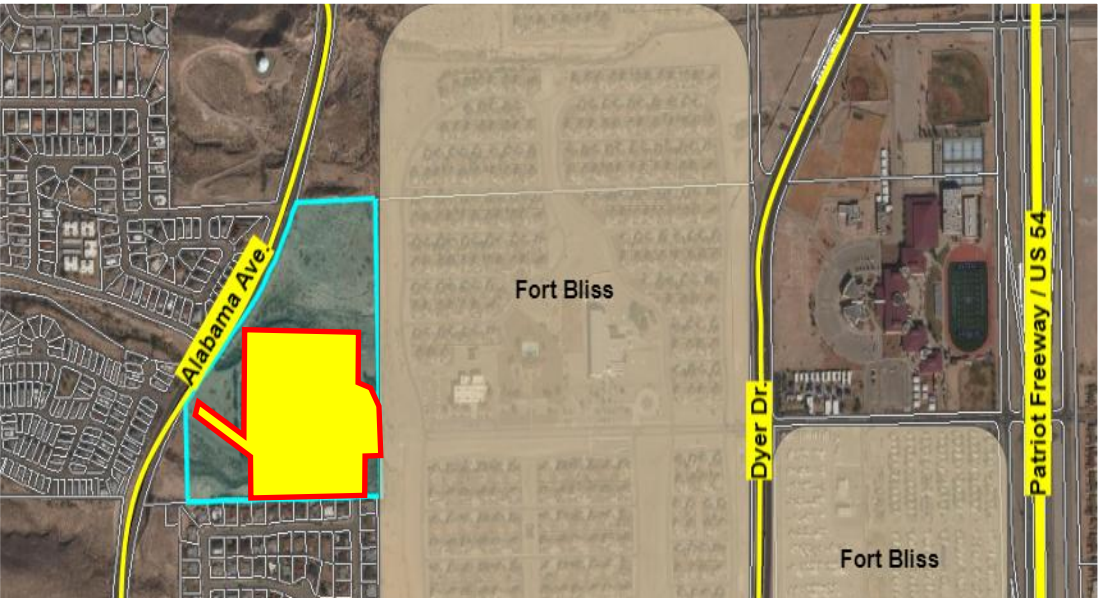 Alabama Ave.
Fort Bliss
Dyer Dr.
Patriot Freeway / US 54
Fort Bliss